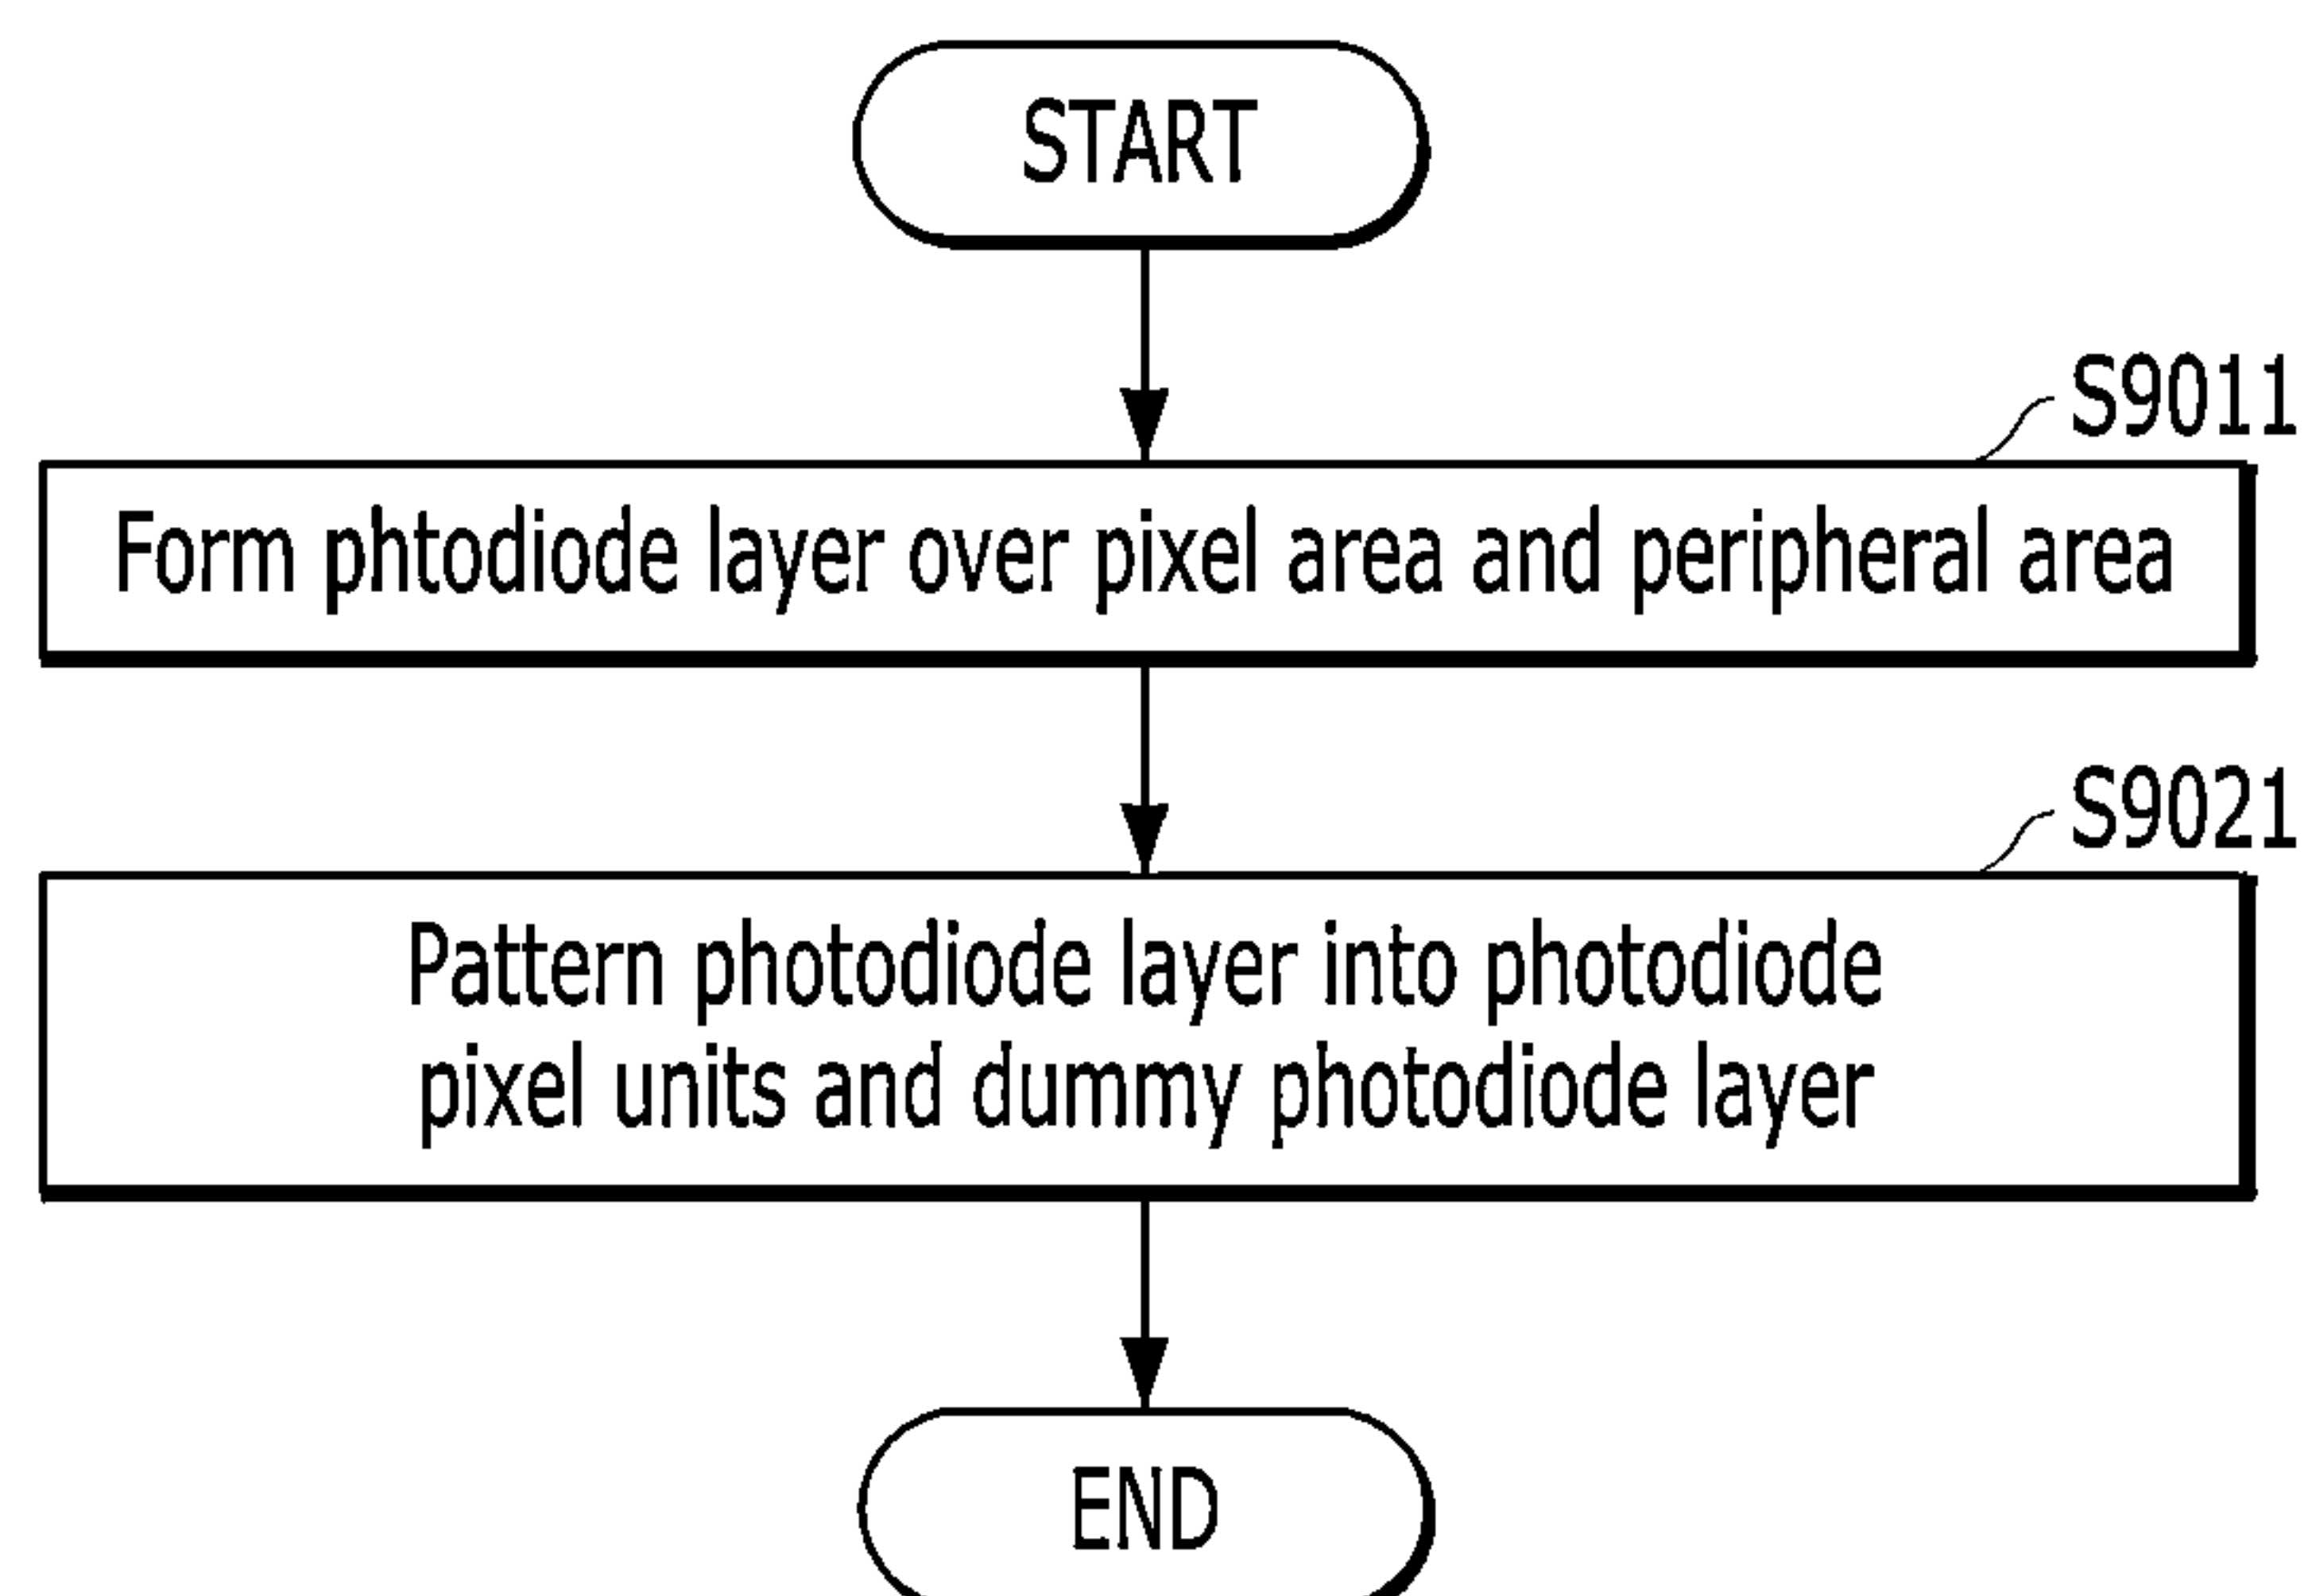 START
S9011
Form phtodiode layer over pixel area and peripheral area
S9021
Pattern photodiode layer into photodiode
pixel units and dummy photodiode layer
END